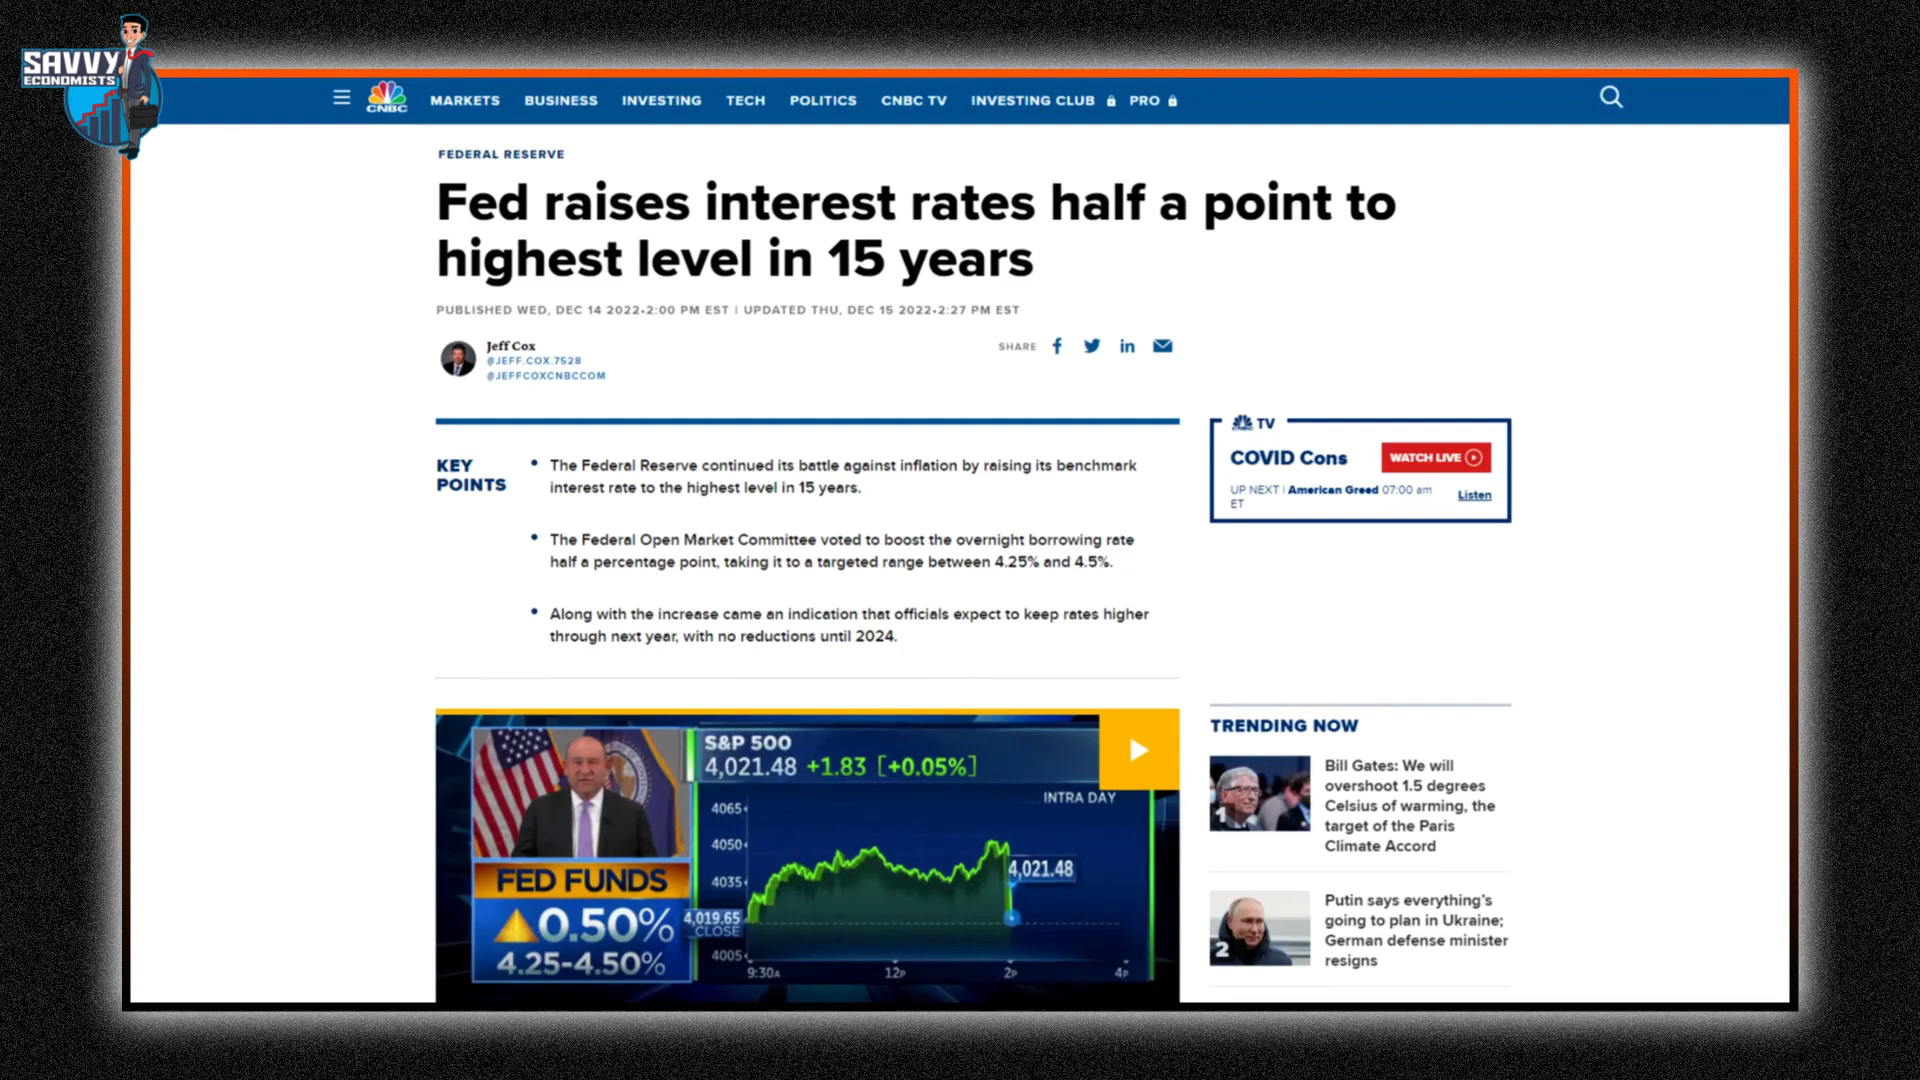 SAVVY
ECONOMISTS
CNBC
MARKETS BUSINESS INVESTING TECH POLITICS CNBC TV INVESTING CLUB PRO
FEDERAL RESERVE
Fed raises interest rates half a point to
highest level in 15 years
PUBLISHED WED, DEC 14 2022•2:00 PM EST | UPDATED THU, DEC 15 2022•2:27 PM EST
Jeff Cox
@JEFF.COX.7528
@JEFFCOXCNBCCOM
SHARE
KEY
POINTS
• The Federal Reserve continued its battle against inflation by raising its benchmark
interest rate to the highest level in 15 years.
• The Federal Open Market Committee voted to boost the overnight borrowing rate
half a percentage point, taking it to a targeted range between 4.25% and 4.5%.
• Along with the increase came an indication that officials expect to keep rates higher
through next year, with no reductions until 2024.
CNBC TV
COVID Cons
WATCH LIVE
UP NEXT | American Greed 07:00 am
ET
Listen
S&P 500
4,021.48 +1.83 [+0.05%]
INTRA DAY
4065
4050
4035
4,021.48
4,019.65
CLOSE
4005
9:30A 12P 2P 4P
FED FUNDS
0.50%
4.25-4.50%
TRENDING NOW
Bill Gates: We will
overshoot 1.5 degrees
Celsius of warming, the
target of the Paris
Climate Accord
2
Putin says everything's
going to plan in Ukraine;
German defense minister
resigns